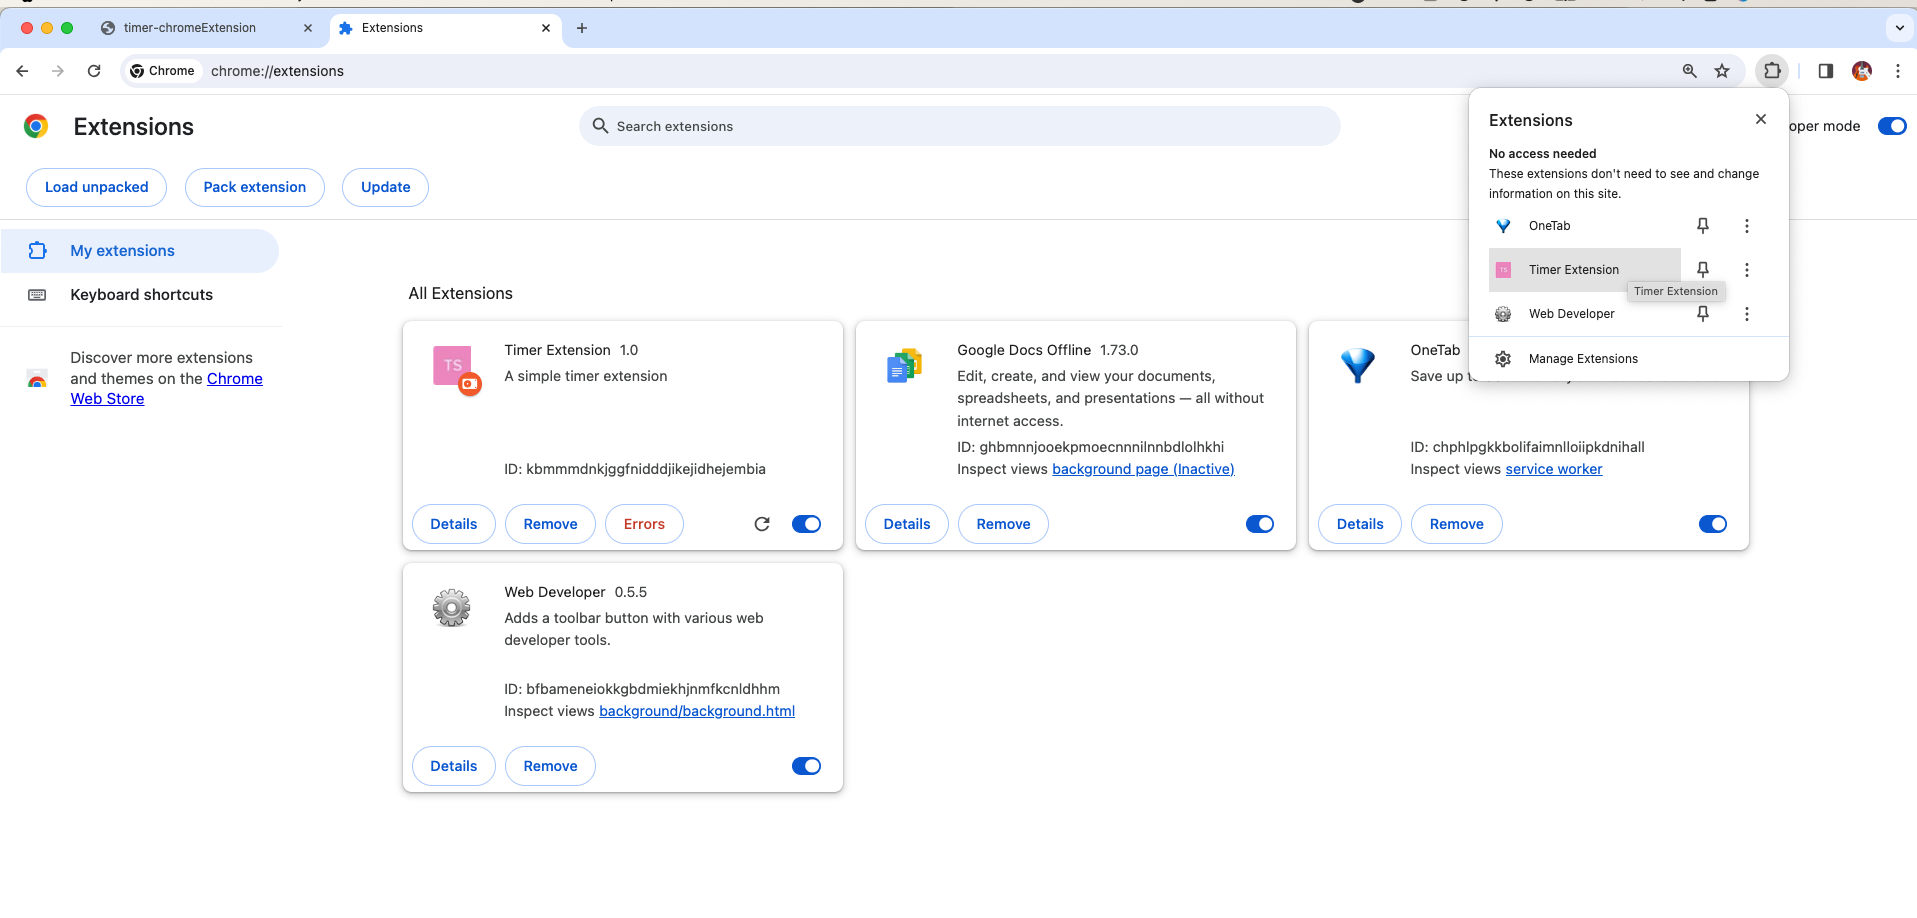 timer-chromeExtension
Extensions
Chrome
chrome://extensions
Extensions
Search extensions
oper mode
Load unpacked
Pack extension
Update
My extensions
Keyboard shortcuts
Discover more extensions
and themes on the Chrome
Web Store
All Extensions
TS
Timer Extension 1.0
A simple timer extension
ID: kbmmmdnkjggfnidddjikejidhejembia
Details
Remove
Errors
Google Docs Offline 1.73.0
Edit, create, and view your documents,
spreadsheets, and presentations — all without
internet access.
ID: ghbmnnjooekpmoecnnnilnnbdlolhkhi
Inspect views background page (Inactive)
Details
Remove
OneTab
Save up
ID: chphlpgkkbolifaimnlloiipkdnihall
Inspect views service worker
Details
Remove
Web Developer 0.5.5
Adds a toolbar button with various web
developer tools.
ID: bfbameneiokkgbdmiekhjnmfkcnldhhm
Inspect views background/background.html
Details
Remove
Extensions
No access needed
These extensions don't need to see and change
information on this site.
OneTab
TS
Timer Extension
Timer Extension
Web Developer
Manage Extensions